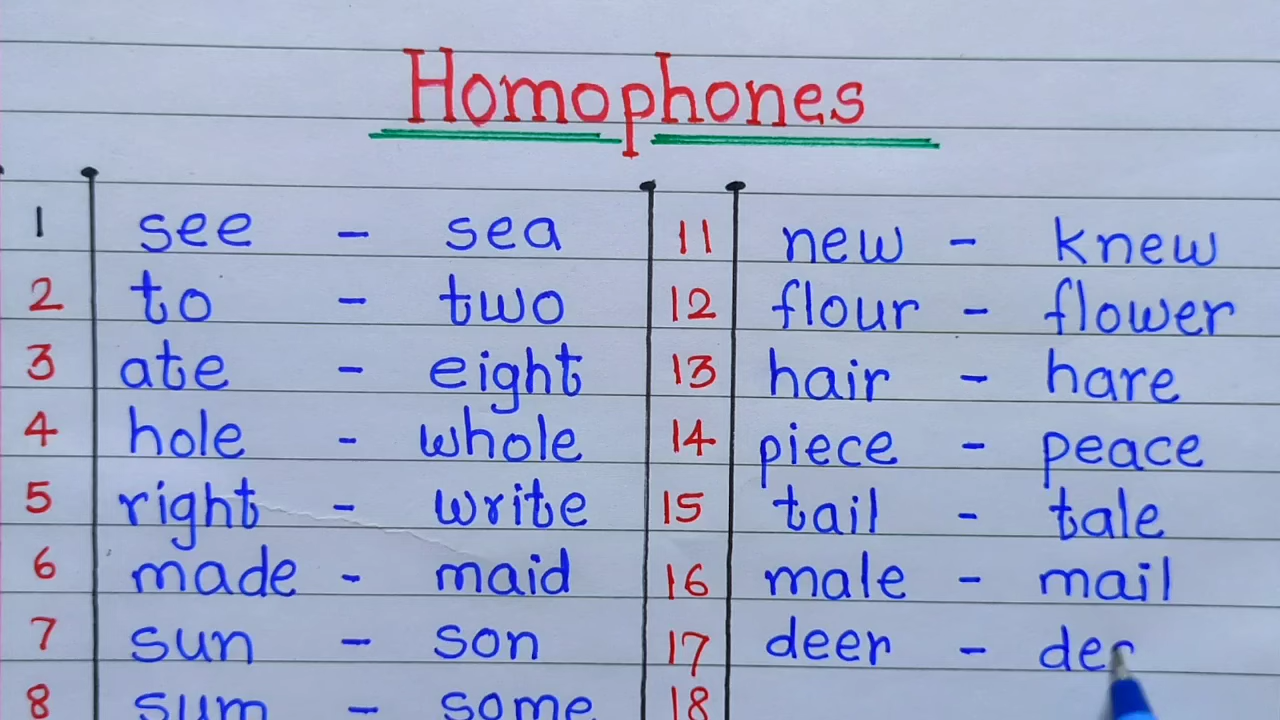 Homophones
1 see - sea
2 to - two
3 ate - eight
4 hole - whole
5 right - write
6 made - maid
7 sun - son
8 sum - some
11 new - knew
12 flour - flower
13 hair - hare
14 piece - peace
15 tail - tale
16 male - mail
17 deer -
18